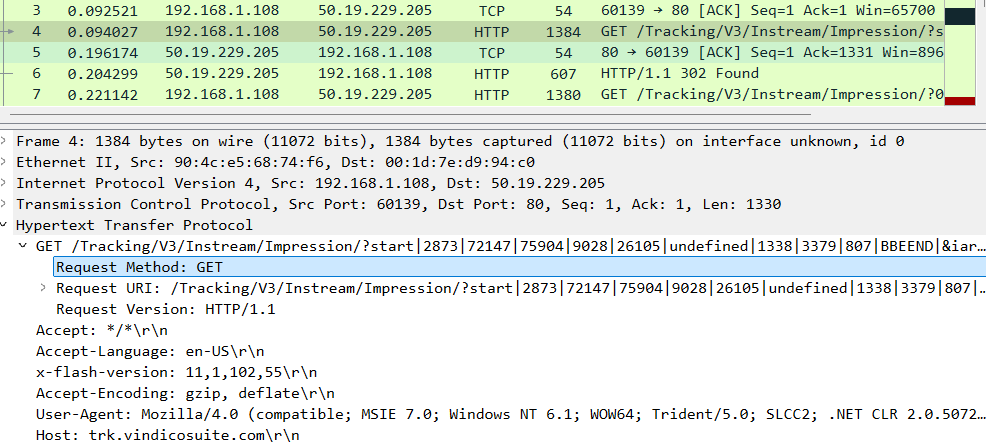 3 0.092521 192.168.1.108 50.19.229.205 TCP 54 60139 → 80 [ACK] Seq=1 Ack=1 Win=65700
4 0.094027 192.168.1.108 50.19.229.205 HTTP 1384 GET /Tracking/V3/Instream/Impression/?s
5 0.196174 50.19.229.205 192.168.1.108 TCP 54 80 → 60139 [ACK] Seq=1 Ack=1331 Win=896
6 0.204299 50.19.229.205 192.168.1.108 HTTP 607 HTTP/1.1 302 Found
7 0.221142 192.168.1.108 50.19.229.205 HTTP 1380 GET /Tracking/V3/Instream/Impression/?0
Frame 4: 1384 bytes on wire (11072 bits), 1384 bytes captured (11072 bits) on interface unknown, id 0
Ethernet II, Src: 90:4c:e5:68:74:f6, Dst: 00:1d:7e:d9:94:c0
Internet Protocol Version 4, Src: 192.168.1.108, Dst: 50.19.229.205
Transmission Control Protocol, Src Port: 60139, Dst Port: 80, Seq: 1, Ack: 1, Len: 1330
Hypertext Transfer Protocol
GET /Tracking/V3/Instream/Impression/?start|2873|72147|75904|9028|26105|undefined|1338|3379|807|BBEEND|&iar…
Request Method: GET
Request URI: /Tracking/V3/Instream/Impression/?start|2873|72147|75904|9028|26105|undefined|1338|3379|807|…
Request Version: HTTP/1.1
Accept: */*\r\n
Accept-Language: en-US\r\n
x-flash-version: 11,1,102,55\r\n
Accept-Encoding: gzip, deflate\r\n
User-Agent: Mozilla/4.0 (compatible; MSIE 7.0; Windows NT 6.1; WOW64; Trident/5.0; SLCC2; .NET CLR 2.0.5072…
Host: trk.vindicosuite.com\r\n